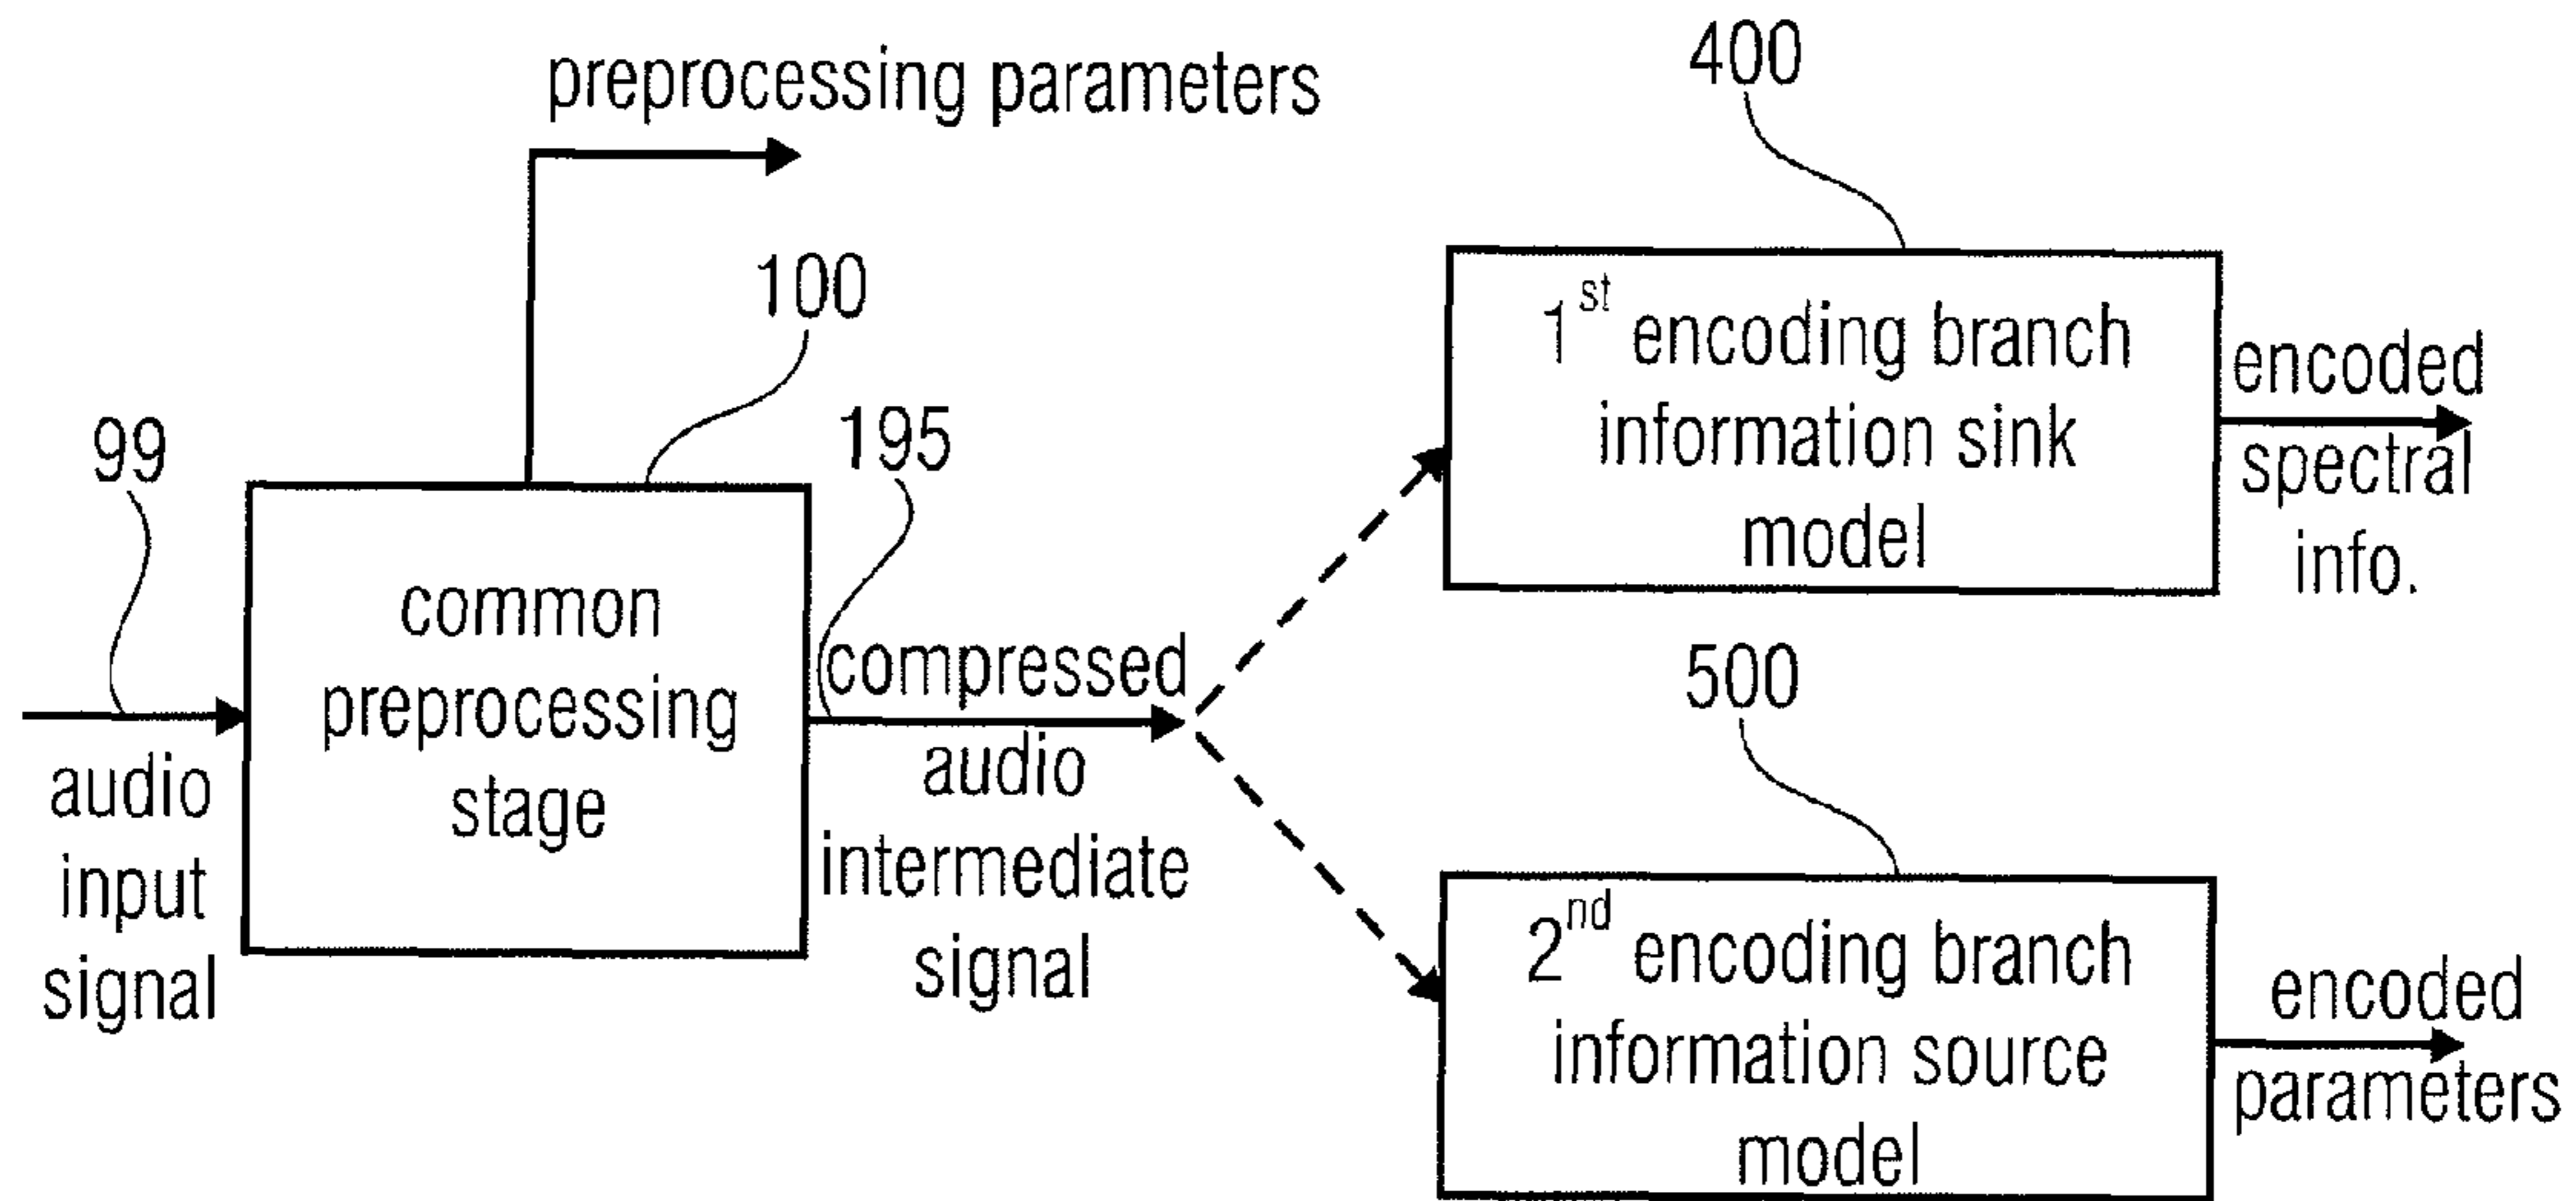 preprocessing parameters
400
100
1st encoding branch
information sink
model
encoded
spectral
info.
99
195
common
preprocessing
stage
audio
input
signal
compressed
audio
intermediate
signal
500
2nd encoding branch
information source
model
encoded
parameters